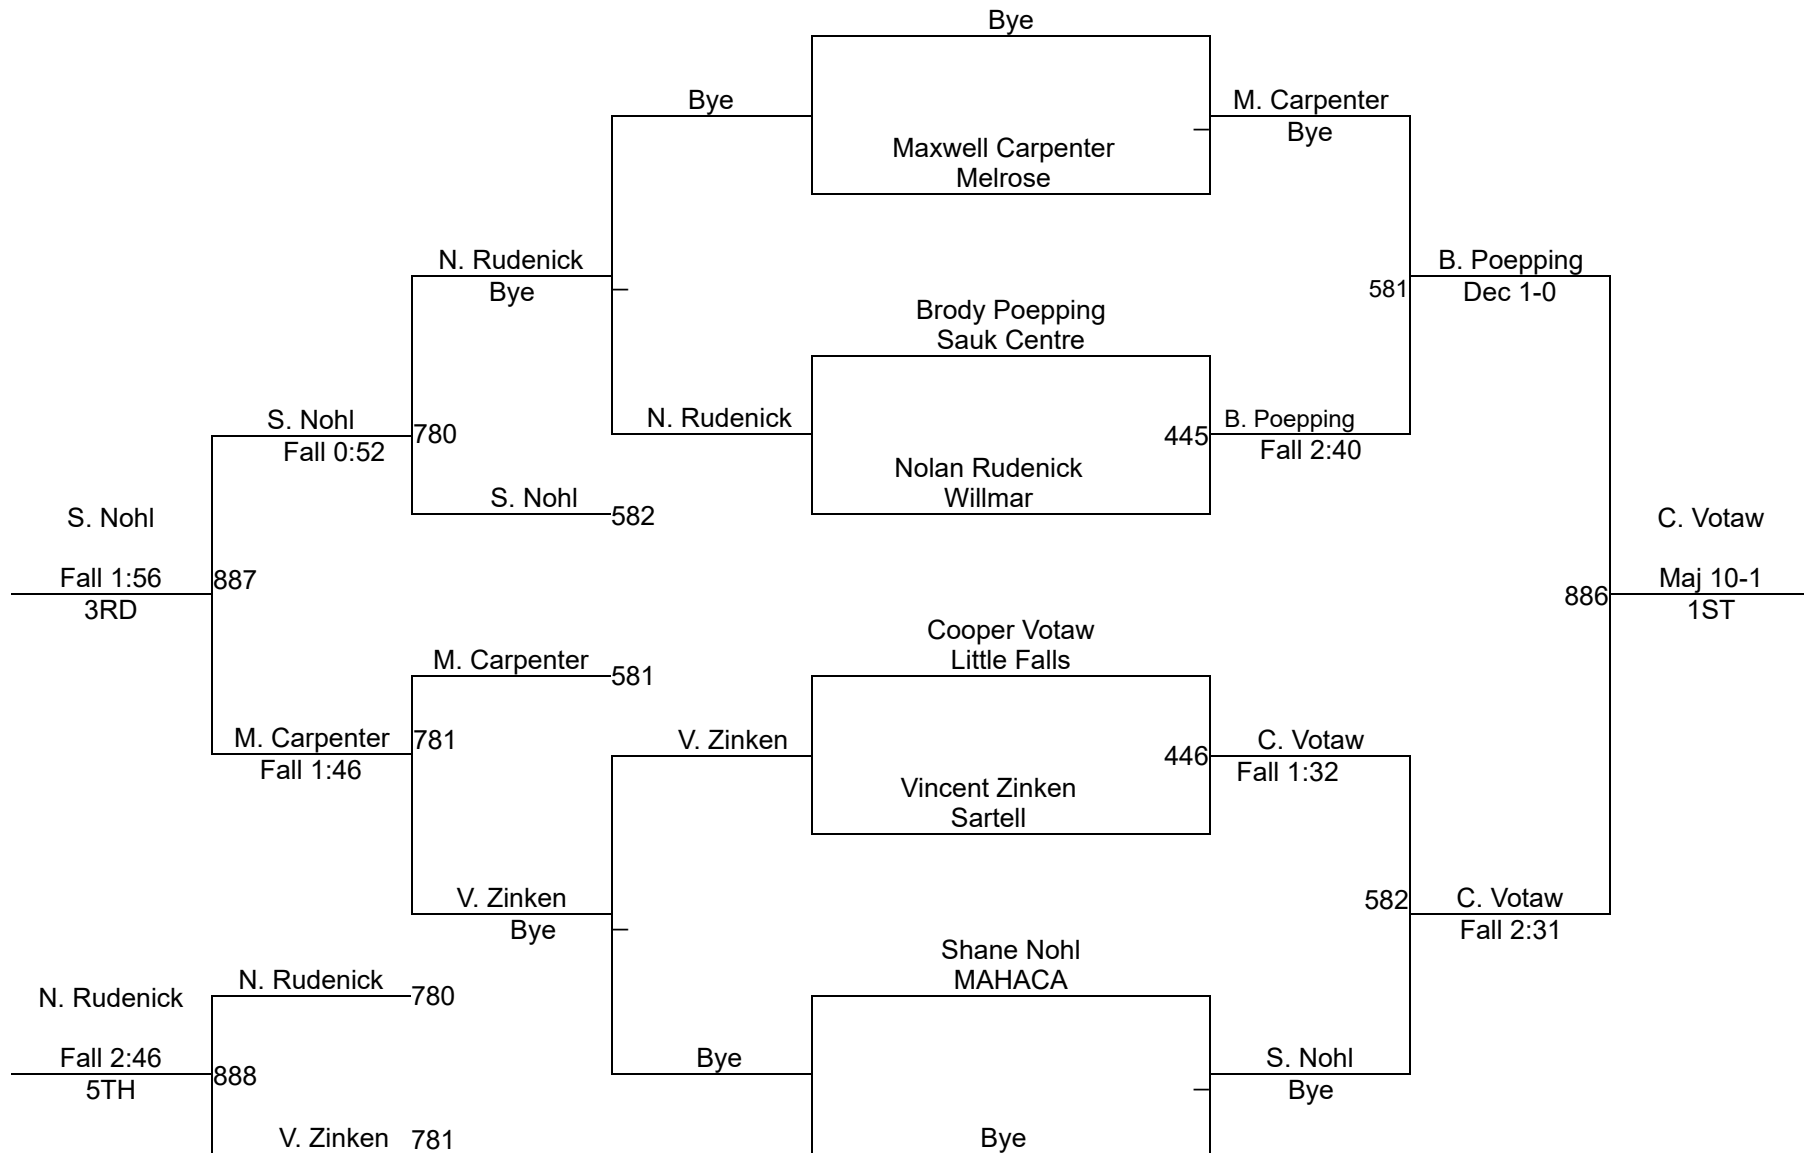 Bye
Bye
M. Carpenter
Bye
Maxwell Carpenter
Melrose
N. Rudenick
Bye
B. Poepping
Dec 1-0
581
Brody Poepping
Sauk Centre
S. Nohl
Fall 0:52
780
N. Rudenick
445
B. Poepping
Fall 2:40
Nolan Rudenick
Willmar
S. Nohl
582
S. Nohl
Fall 1:56
3RD
887
C. Votaw
Maj 10-1
1ST
886
Cooper Votaw
Little Falls
M. Carpenter
581
M. Carpenter
Fall 1:46
781
V. Zinken
446
C. Votaw
Fall 1:32
Vincent Zinken
Sartell
V. Zinken
Bye
582
C. Votaw
Fall 2:31
Shane Nohl
MAHACA
N. Rudenick
780
N. Rudenick
Fall 2:46
5TH
888
Bye
S. Nohl
Bye
V. Zinken
781
Bye